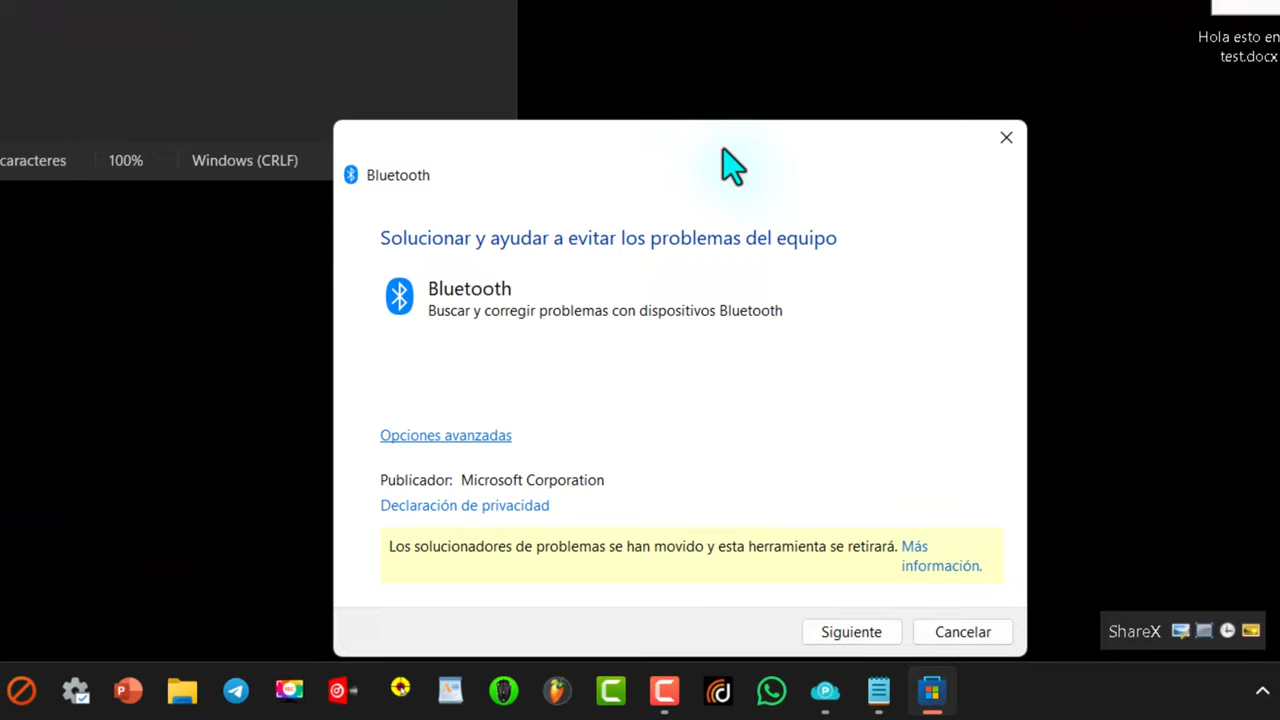 Hola esto en
test.docx
caracteres
100%
Windows (CRLF)
Bluetooth
Solucionar y ayudar a evitar los problemas del equipo
Bluetooth
Buscar y corregir problemas con dispositivos Bluetooth
Opciones avanzadas
Publicador: Microsoft Corporation
Declaración de privacidad
Los solucionadores de problemas se han movido y esta herramienta se retirará. Más
información.
Siguiente
Cancelar
ShareX